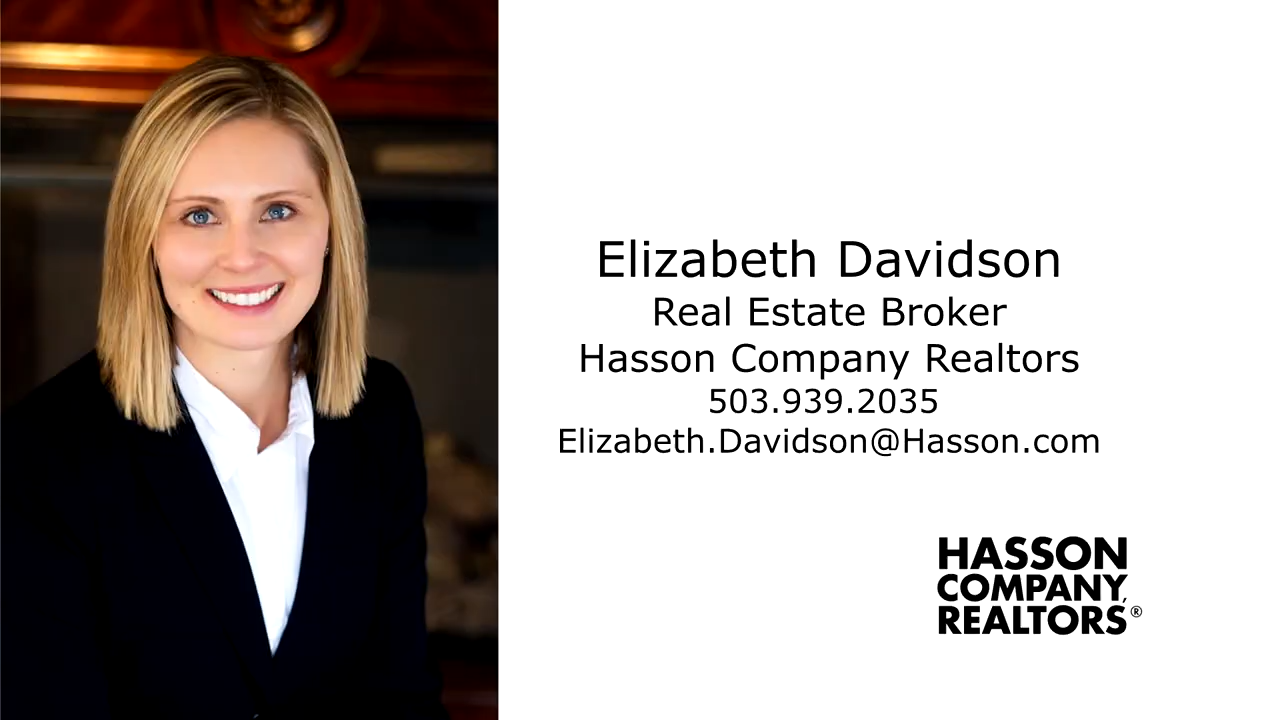 Elizabeth Davidson
Real Estate Broker
Hasson Company Realtors
503.939.2035
Elizabeth.Davidson@Hasson.com
HASSON
COMPANY,
REALTORS®